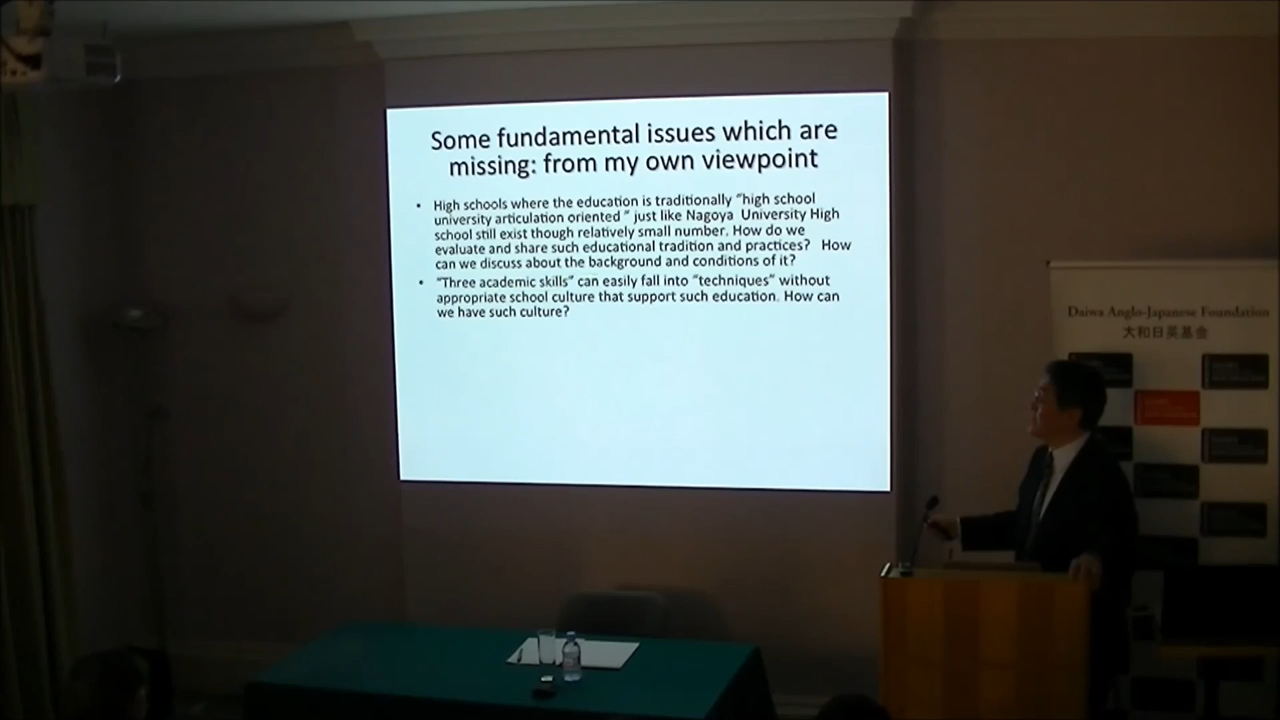 Some fundamental issues which are
missing: from my own viewpoint
• High schools where the education is traditionally “high school
university articulation oriented ” just like Nagoya University High
school still exist though relatively small number. How do we
evaluate and share such educational tradition and practices? How
can we discuss about the background and conditions of it?
• “Three academic skills” can easily fall into “techniques” without
appropriate school culture that support such education. How can
we have such culture?
Daiwa Anglo-Japanese Foundation
大和日英基金